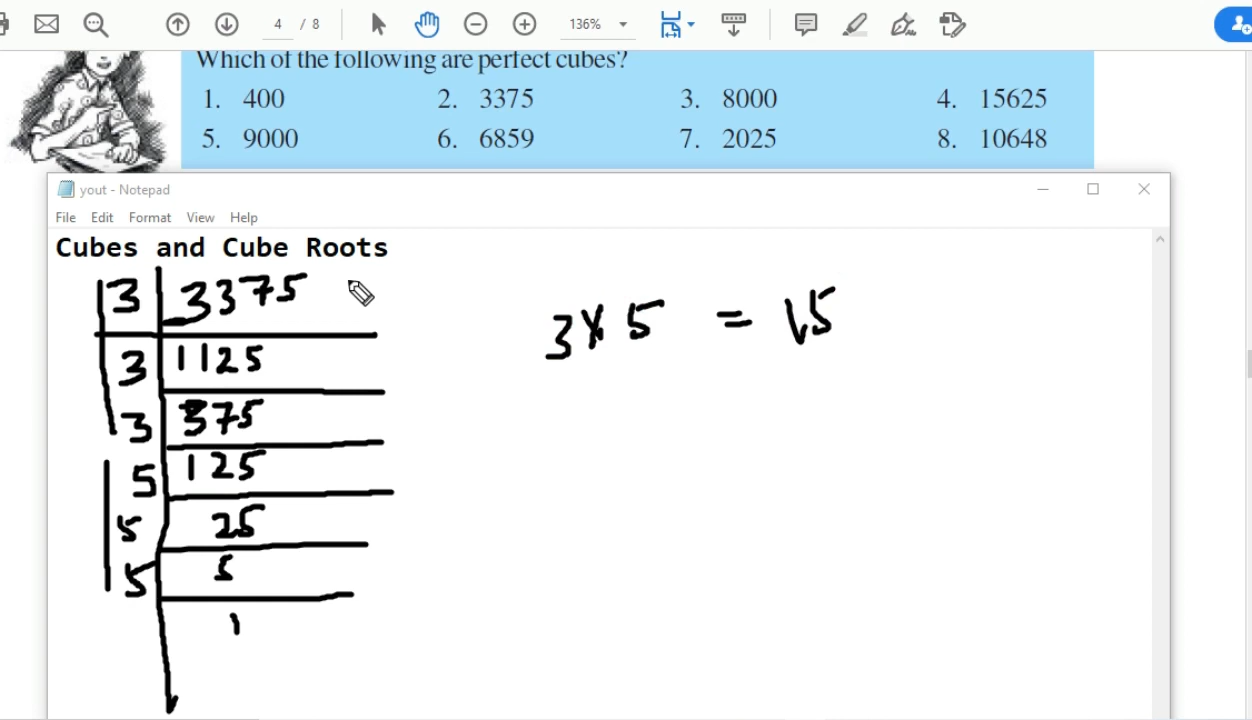 4 / 8 136%
Which of the following are perfect cubes?
1. 400 2. 3375 3. 8000 4. 15625
5. 9000 6. 6859 7. 2025 8. 10648
yout - Notepad
File Edit Format View Help
Cubes and Cube Roots
3 3375
3 × 5 = 15
3 1125
3 375
5 125
5 25
5 5
1